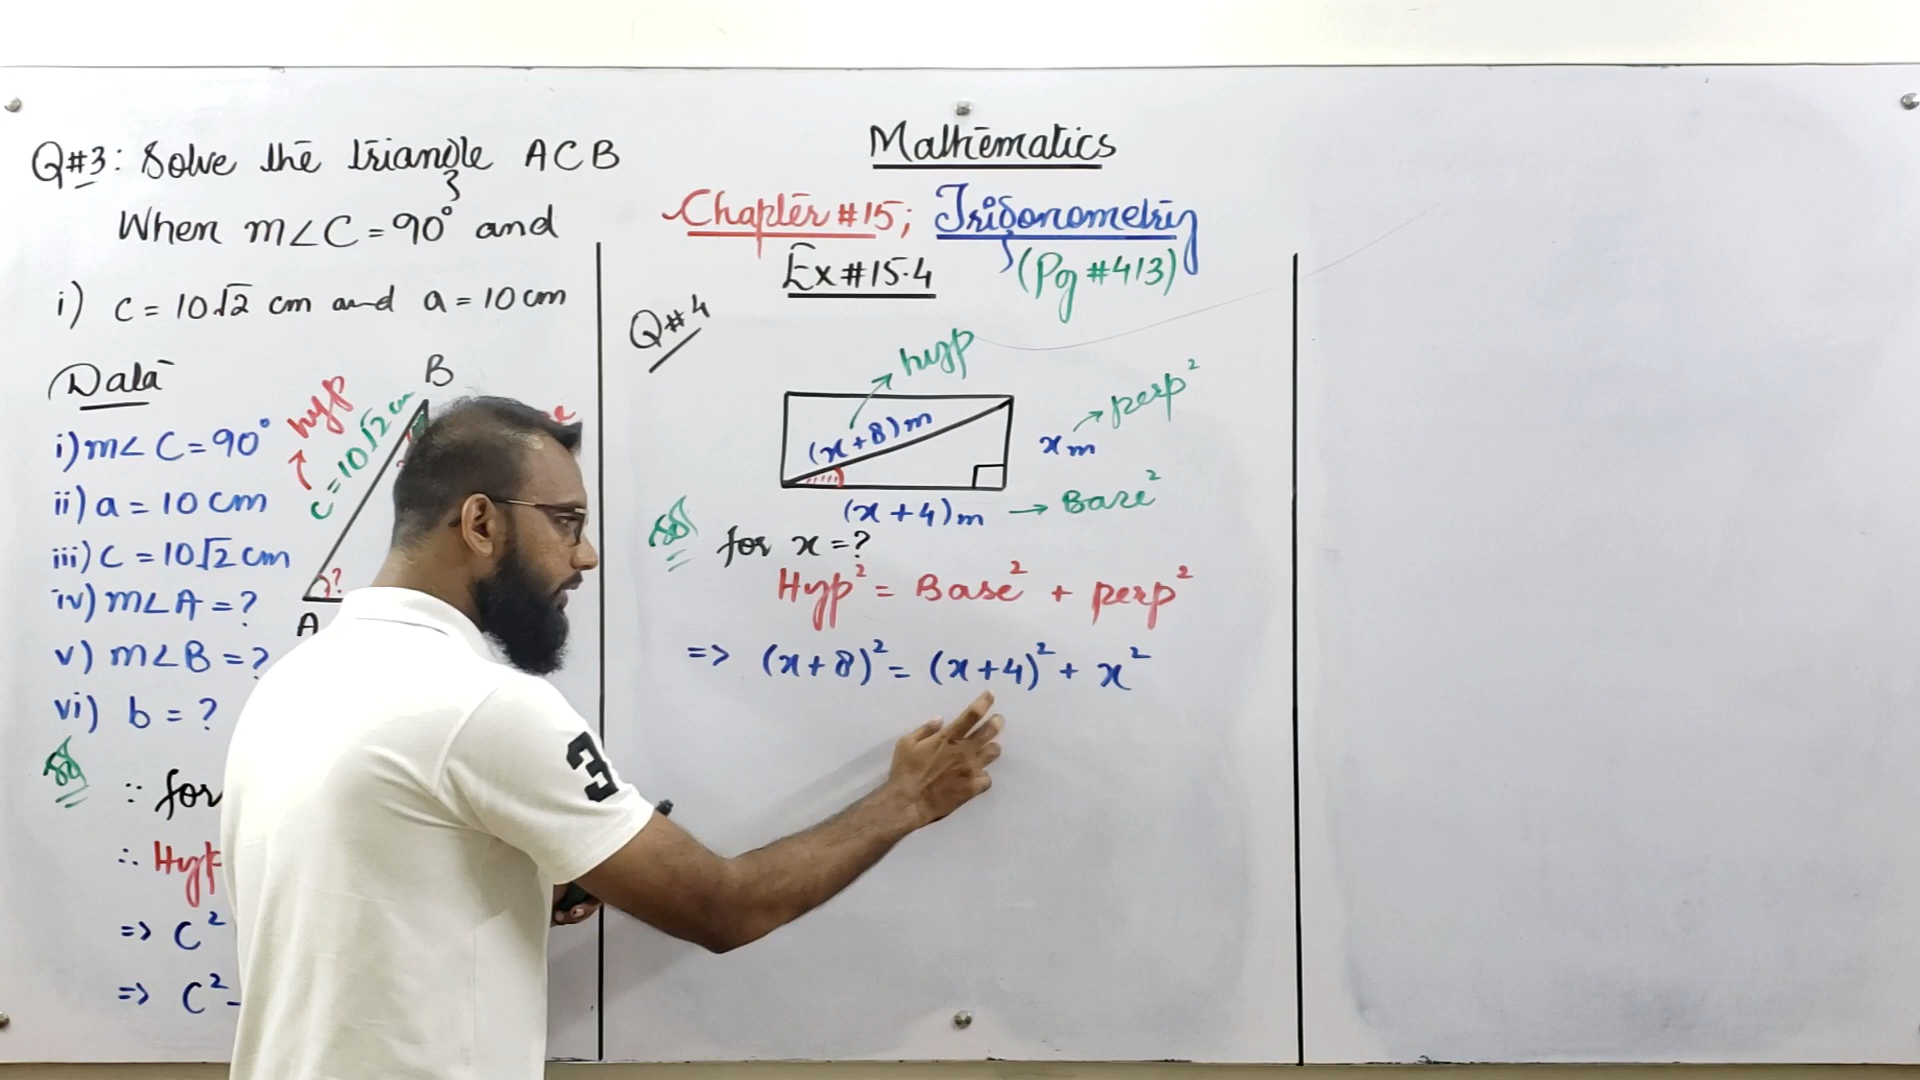 Q#3: Solve the triangle ACB
When m∠C = 90° and
i) c = 10√2 cm and a = 10 cm
Data
i) m∠ C = 90°
ii) a = 10 cm
iii) C = 10√2 cm
iv) m∠A = ?
v) m∠B = ?
vi) b = ?
B
hyp
c = 10√2 cm
?
A
Sol
∵ for
∴ Hyp
=> C²
=> C² -
3
Mathematics
Chapter #15; Trigonometry
Ex #15.4 (Pg #413)
Q#4
hyp
(x+8)m
x m → perp²
(x+4)m → Base²
Sol
for x = ?
Hyp² = Base² + perp²
=> (x+8)² = (x+4)² + x²